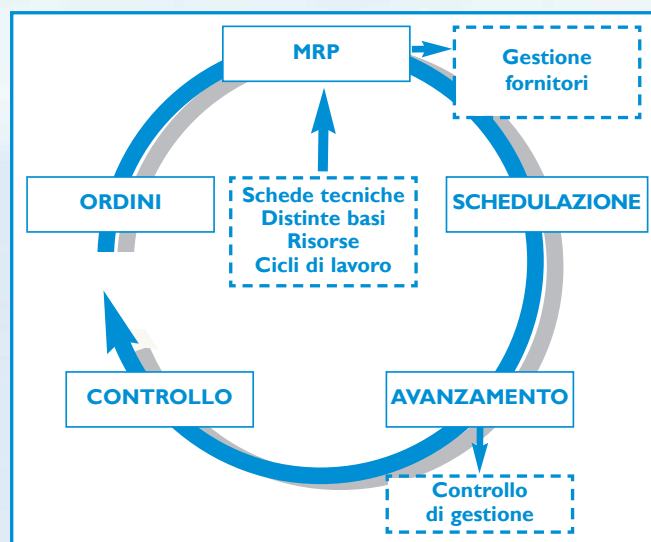 MRP
Gestione
fornitori
ORDINI
Schede tecniche
Distinte basi
Risorse
Cicli di lavoro
SCHEDULAZIONE
CONTROLLO
AVANZAMENTO
Controllo
di gestione